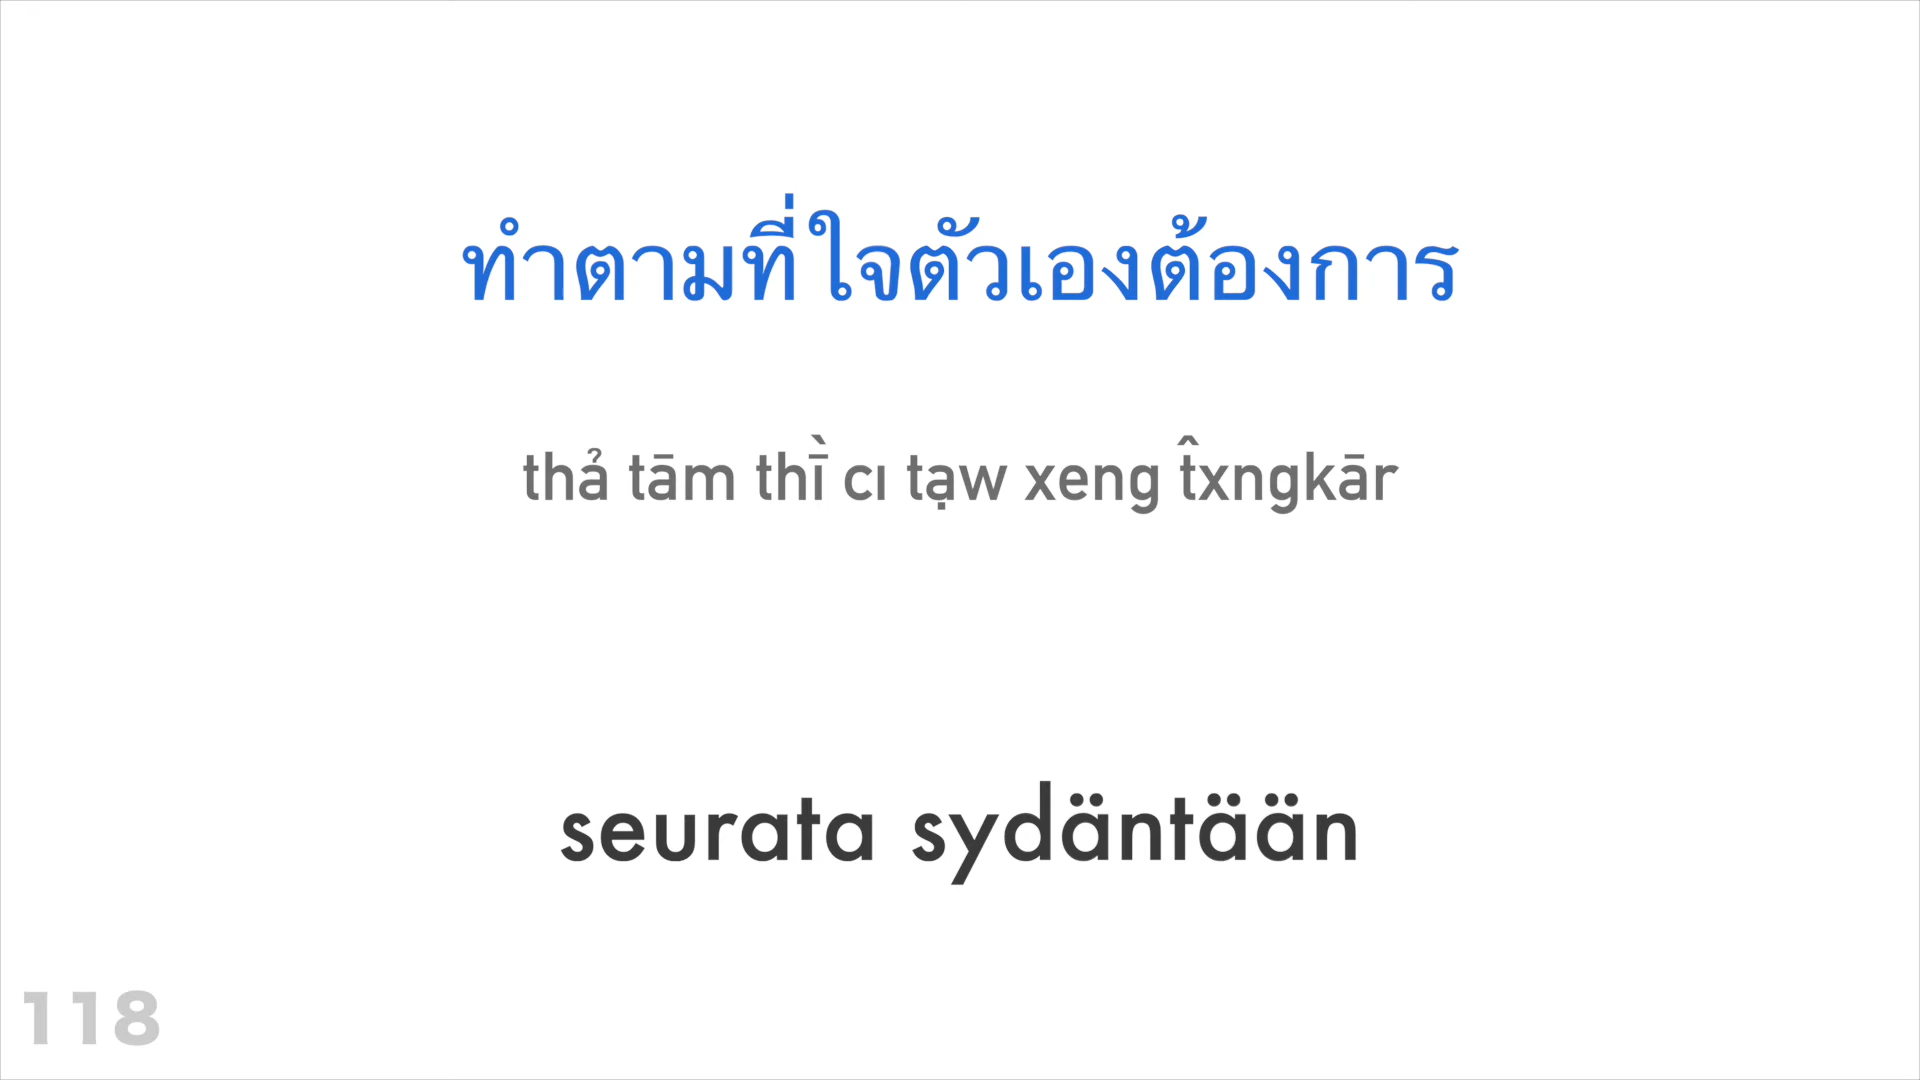 ทำตามที่ใจตัวเองต้องการ
thả tām thī̀ cı tạw xeng t̂xngkār
seurata sydäntään
118